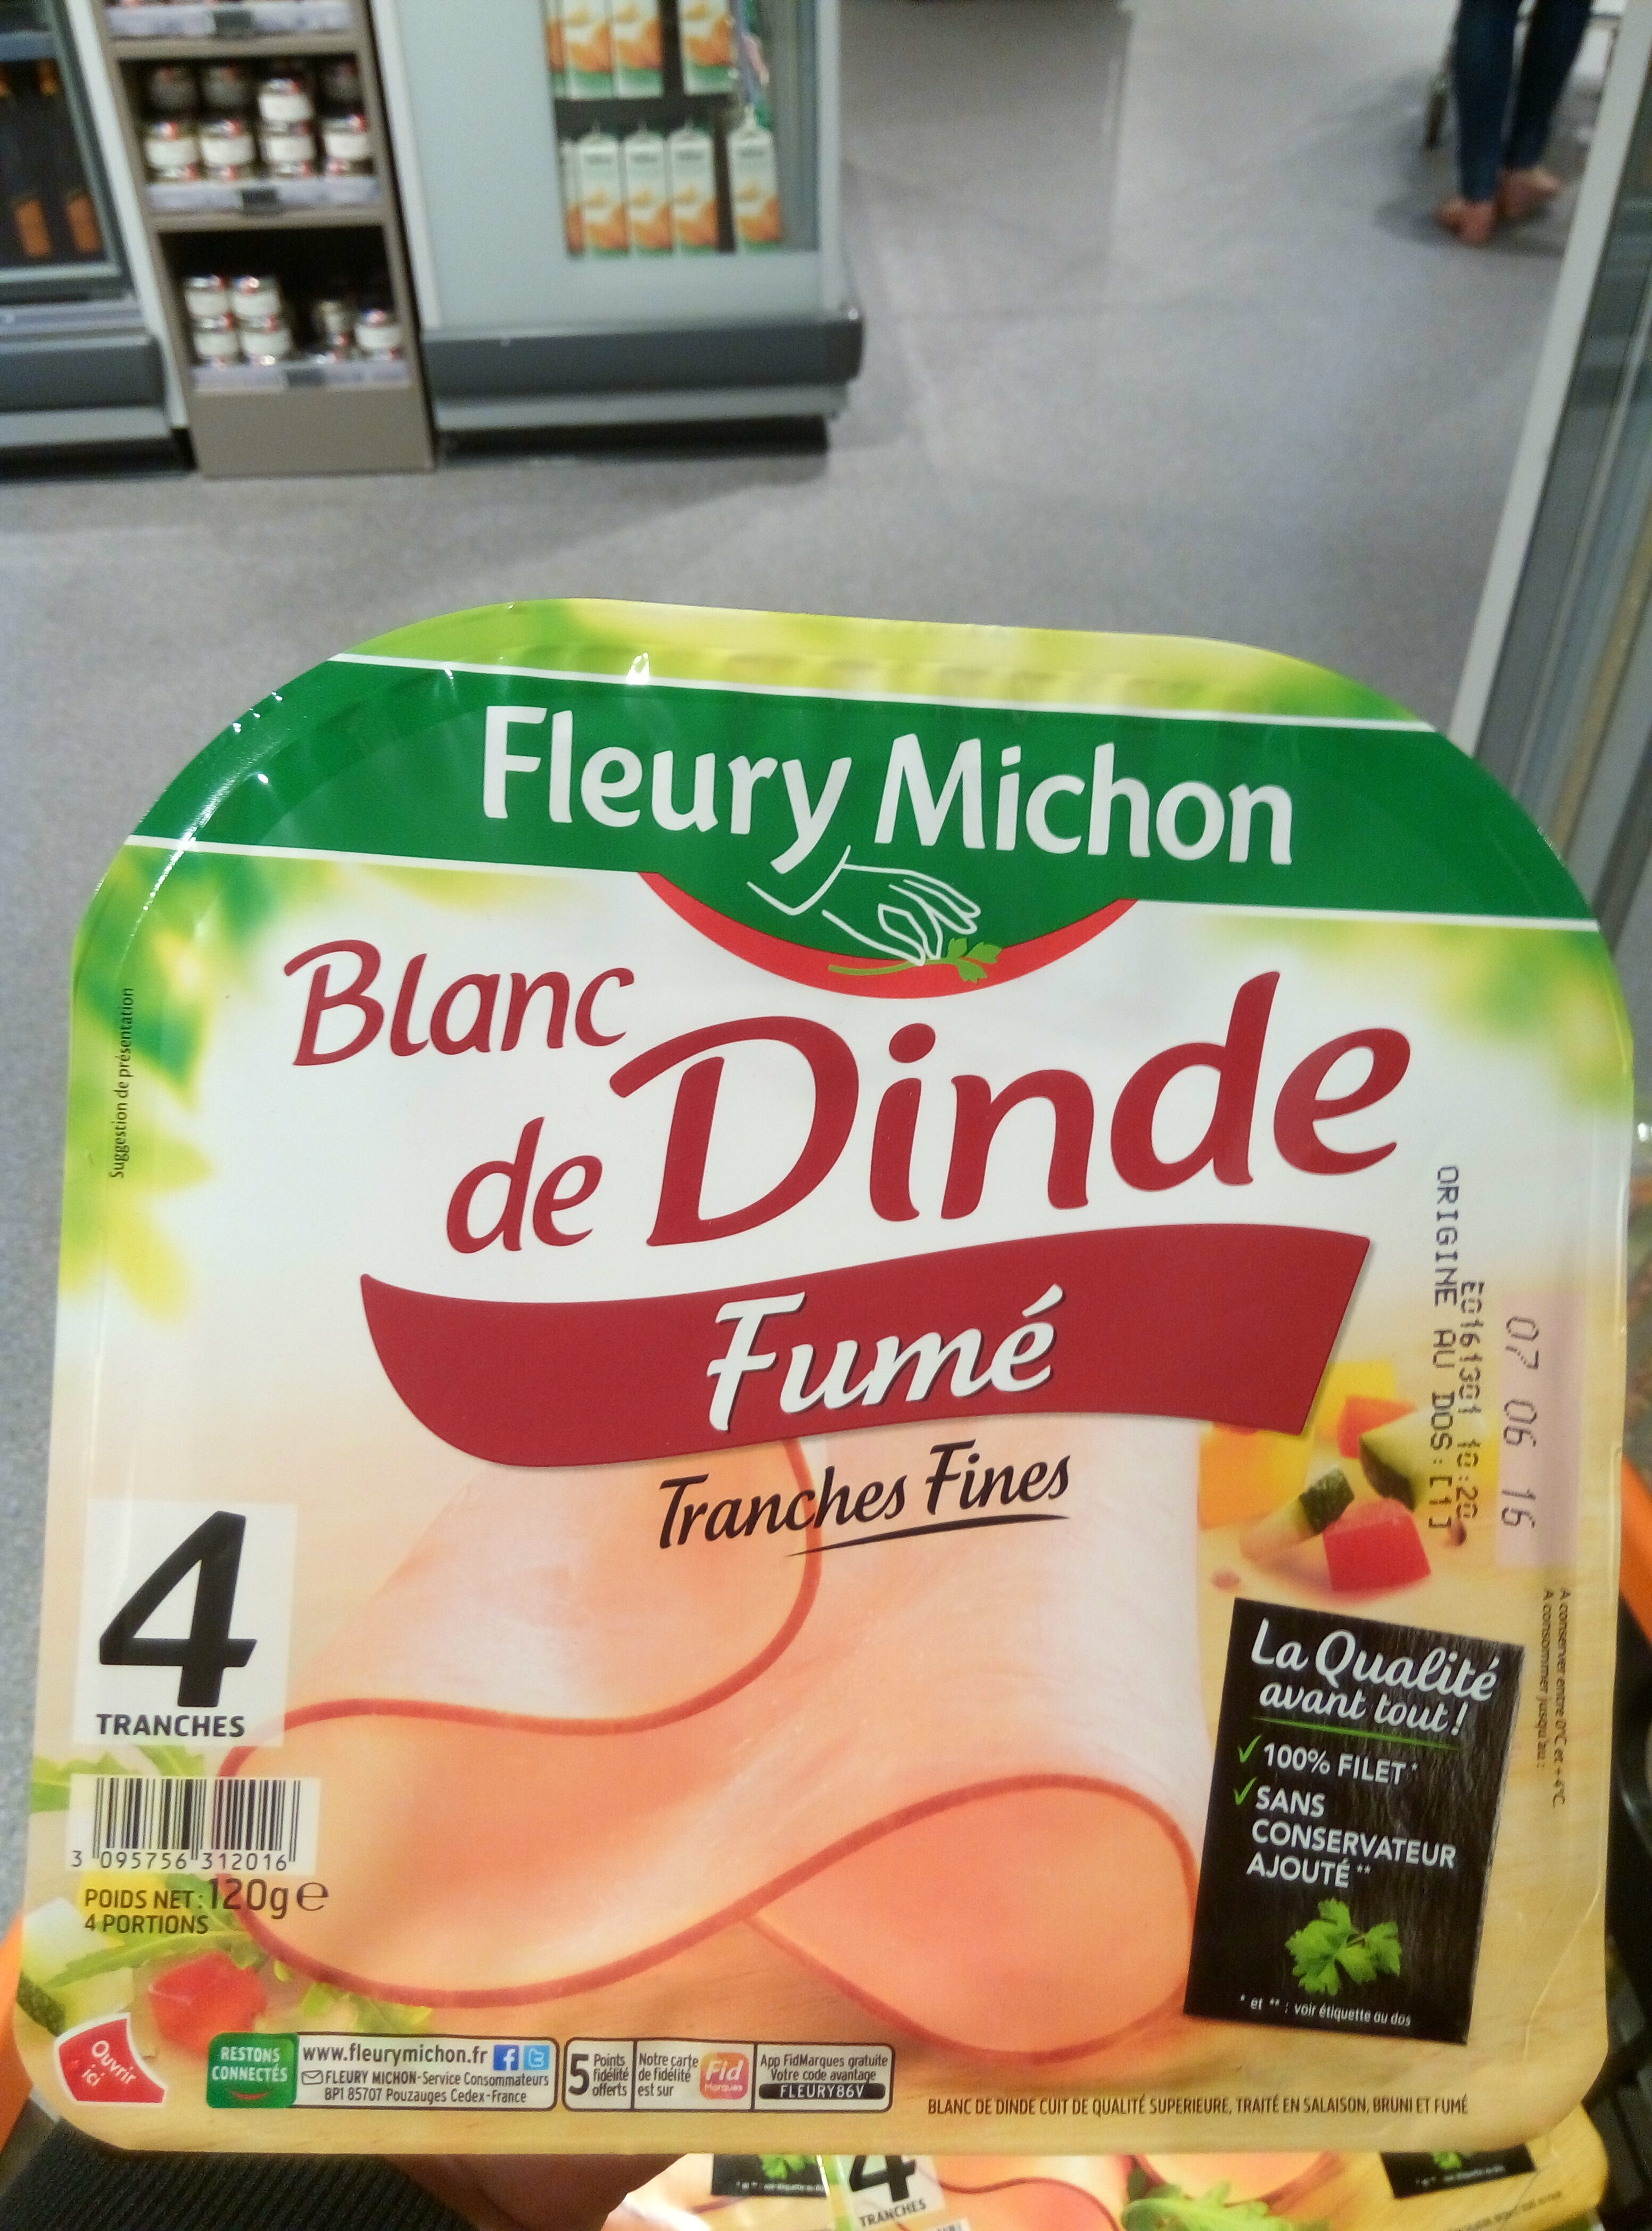 Fleury Michon
Blanc
de Dinde
Fumé
Tranches Fines
Suggestion de présentation
ORIGINE AU DOS:[1]
E0161301 10:20
07 06 16
A conserver entre 0°C et +4°C.
A consommer jusqu'au :
4
TRANCHES
3 095756 312016
POIDS NET: 120g e
4 PORTIONS
La Qualité
avant tout !
100% FILET*
SANS
CONSERVATEUR
AJOUTÉ**
* et ** : voir étiquette au dos
Ouvrir
ici
RESTONS
CONNECTÉS
www.fleurymichon.fr
FLEURY MICHON-Service Consommateurs
BP1 85707 Pouzauges Cedex-France
5 Points
fidélité
offerts
Notre carte
de fidélité
est sur
Fid
Marques
App FidMarques gratuite
Votre code avantage
FLEURY86V
BLANC DE DINDE CUIT DE QUALITÉ SUPERIEURE, TRAITÉ EN SALAISON, BRUNI ET FUMÉ
4
TRANCHES